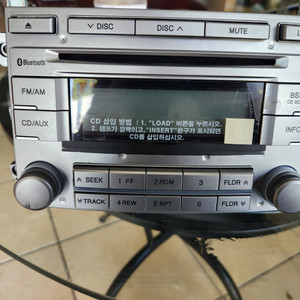 DISC DISC MUTE L
Bluetooth
FM/AM BS
CD 삽입 방법 : 1. "LOAD" 버튼을 누르시오.
2. 램프가 깜박이고, "INSERT"문구가 표시되면
CD를 삽입하십시오.
CD/AUX INFO
SEEK 1 FF 2 RDM 3 FLDR
TRACK 4 REW 5 RPT 6 FLDR